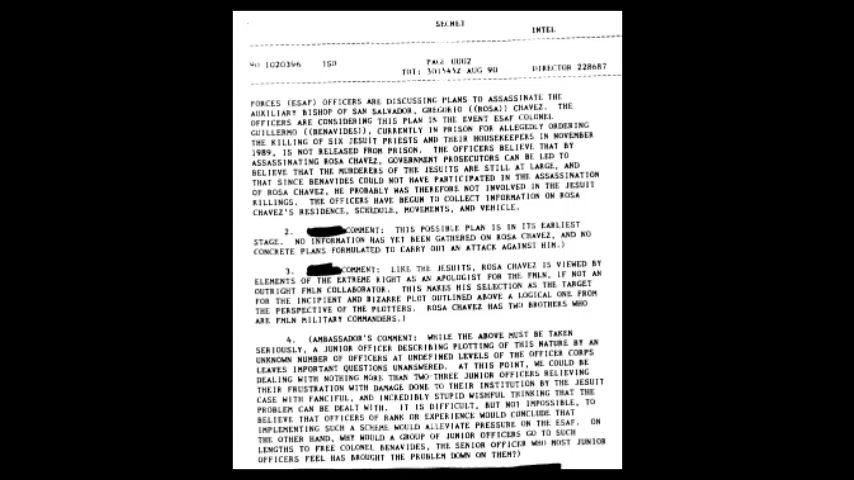 SECRET
INTEL
1020396 ISO PAGE 0002
TOT: 301545Z AUG 90 DIRECTOR 228687
FORCES (ESAF) OFFICERS ARE DISCUSSING PLANS TO ASSASSINATE THE
AUXILIARY BISHOP OF SAN SALVADOR, GREGORIO ((ROSA)) CHAVEZ. THE
OFFICERS ARE CONSIDERING THIS PLAN IN THE EVENT ESAF COLONEL
GUILLERMO ((BENAVIDES)), CURRENTLY IN PRISON FOR ALLEGEDLY ORDERING
THE KILLING OF SIX JESUIT PRIESTS AND THEIR HOUSEKEEPERS IN NOVEMBER
1989, IS NOT RELEASED FROM PRISON. THE OFFICERS BELIEVE THAT BY
ASSASSINATING ROSA CHAVEZ, GOVERNMENT PROSECUTORS CAN BE LED TO
BELIEVE THAT THE MURDERERS OF THE JESUITS ARE STILL AT LARGE, AND
THAT SINCE BENAVIDES COULD NOT HAVE PARTICIPATED IN THE ASSASSINATION
OF ROSA CHAVEZ, HE PROBABLY WAS THEREFORE NOT INVOLVED IN THE JESUIT
KILLINGS. THE OFFICERS HAVE BEGUN TO COLLECT INFORMATION ON ROSA
CHAVEZ'S RESIDENCE, SCHEDULE, MOVEMENTS, AND VEHICLE.
2. COMMENT: THIS POSSIBLE PLAN IS IN ITS EARLIEST
STAGE. NO INFORMATION HAS YET BEEN GATHERED ON ROSA CHAVEZ, AND NO
CONCRETE PLANS FORMULATED TO CARRY OUT AN ATTACK AGAINST HIM.)
3. COMMENT: LIKE THE JESUITS, ROSA CHAVEZ IS VIEWED BY
ELEMENTS OF THE EXTREME RIGHT AS AN APOLOGIST FOR THE FMLN, IF NOT AN
OUTRIGHT FMLN COLLABORATOR. THIS MAKES HIS SELECTION AS THE TARGET
FOR THE INCIPIENT AND BIZARRE PLOT OUTLINED ABOVE A LOGICAL ONE FROM
THE PERSPECTIVE OF THE PLOTTERS. ROSA CHAVEZ HAS TWO BROTHERS WHO
ARE FMLN MILITARY COMMANDERS.)
4. (AMBASSADOR'S COMMENT: WHILE THE ABOVE MUST BE TAKEN
SERIOUSLY, A JUNIOR OFFICER DESCRIBING PLOTTING OF THIS NATURE BY AN
UNKNOWN NUMBER OF OFFICERS AT UNDEFINED LEVELS OF THE OFFICER CORPS
LEAVES IMPORTANT QUESTIONS UNANSWERED. AT THIS POINT, WE COULD BE
DEALING WITH NOTHING MORE THAN TWO-THREE JUNIOR OFFICERS BELIEVING
THEIR FRUSTRATION WITH DAMAGE DONE TO THEIR INSTITUTION BY THE JESUIT
CASE WITH FANCIFUL, AND INCREDIBLY STUPID WISHFUL THINKING THAT THE
PROBLEM CAN BE DEALT WITH. IT IS DIFFICULT, BUT NOT IMPOSSIBLE, TO
BELIEVE THAT OFFICERS OF RANK OR EXPERIENCE WOULD CONCLUDE THAT
IMPLEMENTING SUCH A SCHEME WOULD ALLEVIATE PRESSURE ON THE ESAF. ON
THE OTHER HAND, WHY WOULD A GROUP OF JUNIOR OFFICERS GO TO SUCH
LENGTHS TO FREE COLONEL BENAVIDES, THE SENIOR OFFICER WHO MOST JUNIOR
OFFICERS FEEL HAS BROUGHT THE PROBLEM DOWN ON THEM?)